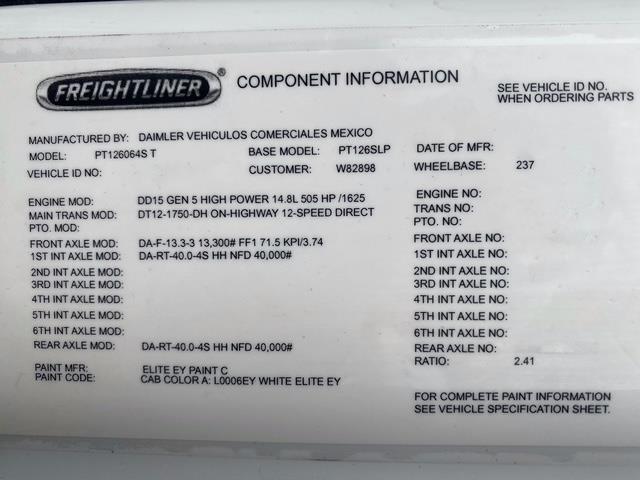 FREIGHTLINER ® COMPONENT INFORMATION
SEE VEHICLE ID NO.
WHEN ORDERING PARTS
MANUFACTURED BY: DAIMLER VEHICULOS COMERCIALES MEXICO
MODEL: PT126064S T BASE MODEL: PT126SLP DATE OF MFR:
VEHICLE ID NO: CUSTOMER: W82898 WHEELBASE: 237
ENGINE MOD: DD15 GEN 5 HIGH POWER 14.8L 505 HP /1625 ENGINE NO:
MAIN TRANS MOD: DT12-1750-DH ON-HIGHWAY 12-SPEED DIRECT TRANS NO:
PTO. MOD: PTO. NO:
FRONT AXLE MOD: DA-F-13.3-3 13,300# FF1 71.5 KPI/3.74 FRONT AXLE NO:
1ST INT AXLE MOD: DA-RT-40.0-4S HH NFD 40,000# 1ST INT AXLE NO:
2ND INT AXLE MOD: 2ND INT AXLE NO:
3RD INT AXLE MOD: 3RD INT AXLE NO:
4TH INT AXLE MOD: 4TH INT AXLE NO:
5TH INT AXLE MOD: 5TH INT AXLE NO:
6TH INT AXLE MOD: 6TH INT AXLE NO:
REAR AXLE MOD: DA-RT-40.0-4S HH NFD 40,000# REAR AXLE NO:
RATIO: 2.41
PAINT MFR: ELITE EY PAINT C
PAINT CODE: CAB COLOR A: L0006EY WHITE ELITE EY
FOR COMPLETE PAINT INFORMATION
SEE VEHICLE SPECIFICATION SHEET.